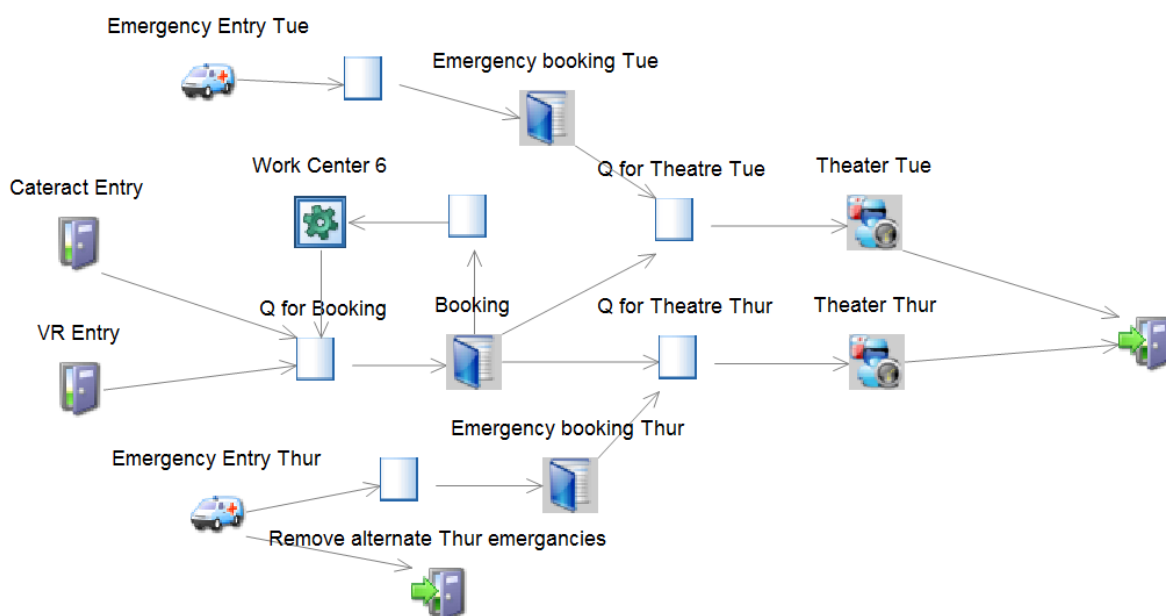 Emergency Entry Tue
Emergency booking Tue
Work Center 6
Q for Theatre Tue
Theater Tue
Cateract Entry
Q for Booking
Booking
Q for Theatre Thur
Theater Thur
VR Entry
Emergency booking Thur
Emergency Entry Thur
Remove alternate Thur emergancies